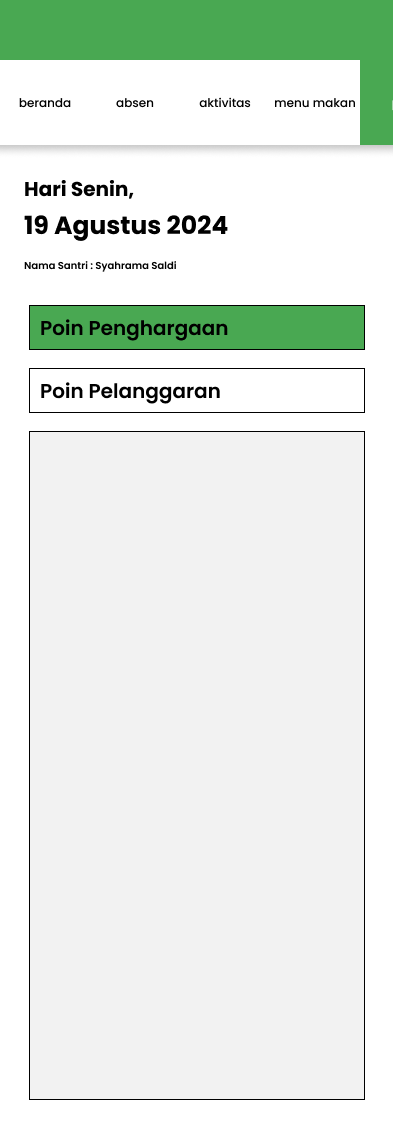 beranda absen aktivitas menu makan
Hari Senin,
19 Agustus 2024
Nama Santri : Syahrama Saldi
Poin Penghargaan
Poin Pelanggaran